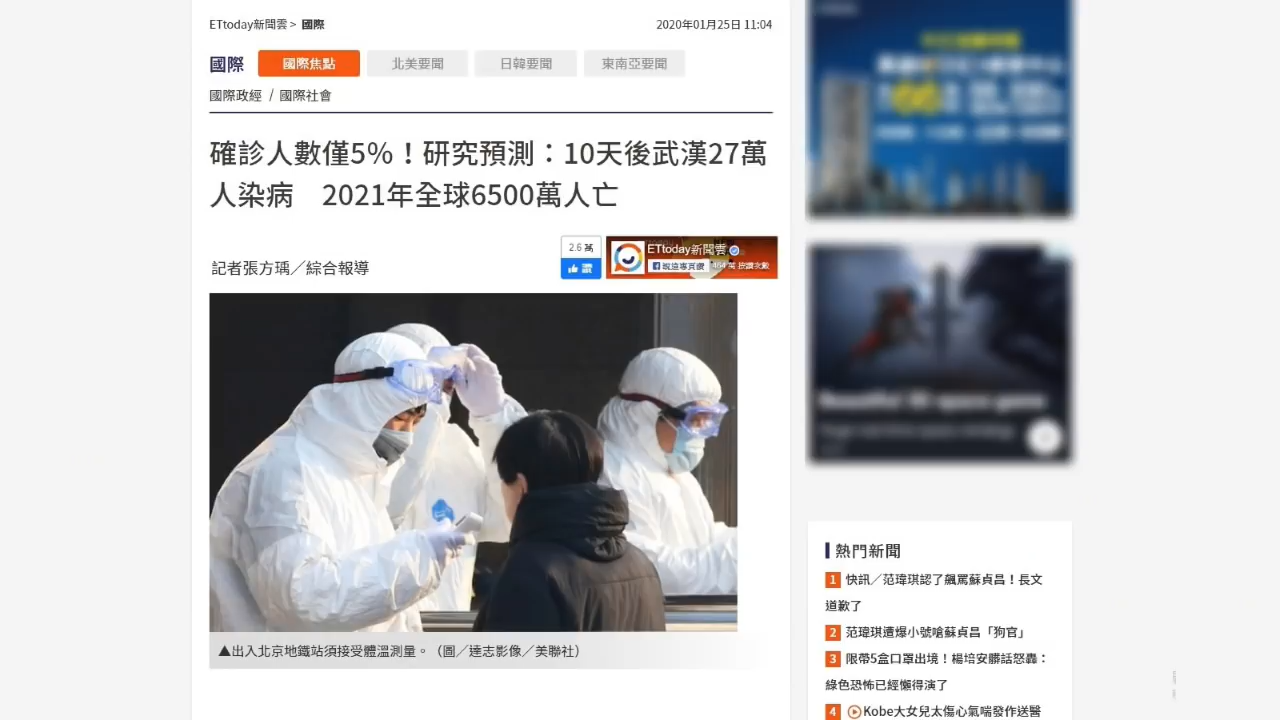 ETtoday新聞雲 > 國際
2020年01月25日 11:04
國際 國際焦點 北美要聞 日韓要聞 東南亞要聞
國際政經 / 國際社會
確診人數僅5%！研究預測：10天後武漢27萬
人染病 2021年全球6500萬人亡
記者張方瑀／綜合報導
2.6 萬
讚
ETtoday新聞雲
▲出入北京地鐵站須接受體溫測量。（圖／達志影像／美聯社）
熱門新聞
1 快訊／范瑋琪認了飆罵蘇貞昌！長文
道歉了
2 范瑋琪遭爆小號嗆蘇貞昌「狗官」
3 限帶5盒口罩出境！楊培安髒話怒轟：
綠色恐怖已經懶得演了
4 Kobe大女兒太傷心氣喘發作送醫